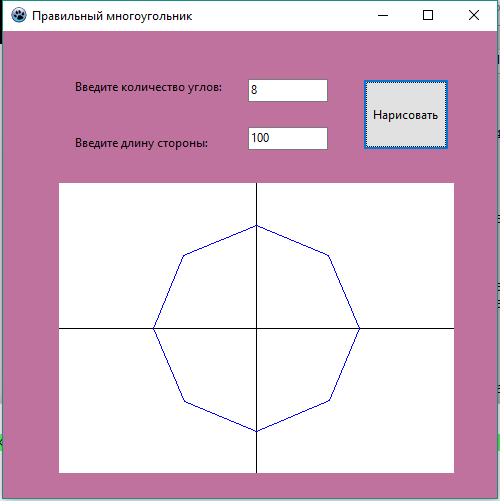 Правильный многоугольник
Введите количество углов: 8
Нарисовать
Введите длину стороны: 100